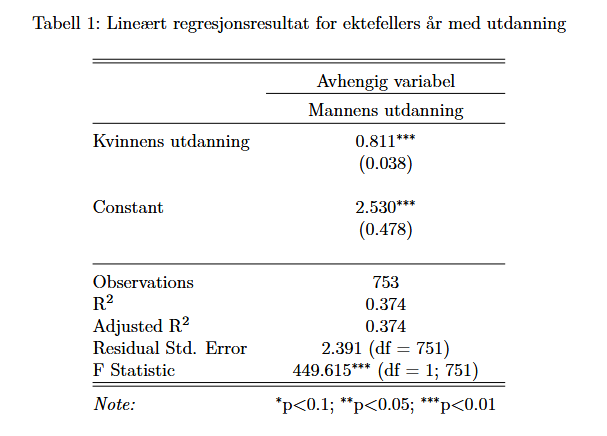 Tabell 1: Lineært regresjonsresultat for ektefellers år med utdanning
Avhengig variabel
Mannens utdanning
Kvinnens utdanning 0.811***
(0.038)
Constant 2.530***
(0.478)
Observations 753
R² 0.374
Adjusted R² 0.374
Residual Std. Error 2.391 (df = 751)
F Statistic 449.615*** (df = 1; 751)
Note: *p<0.1; **p<0.05; ***p<0.01